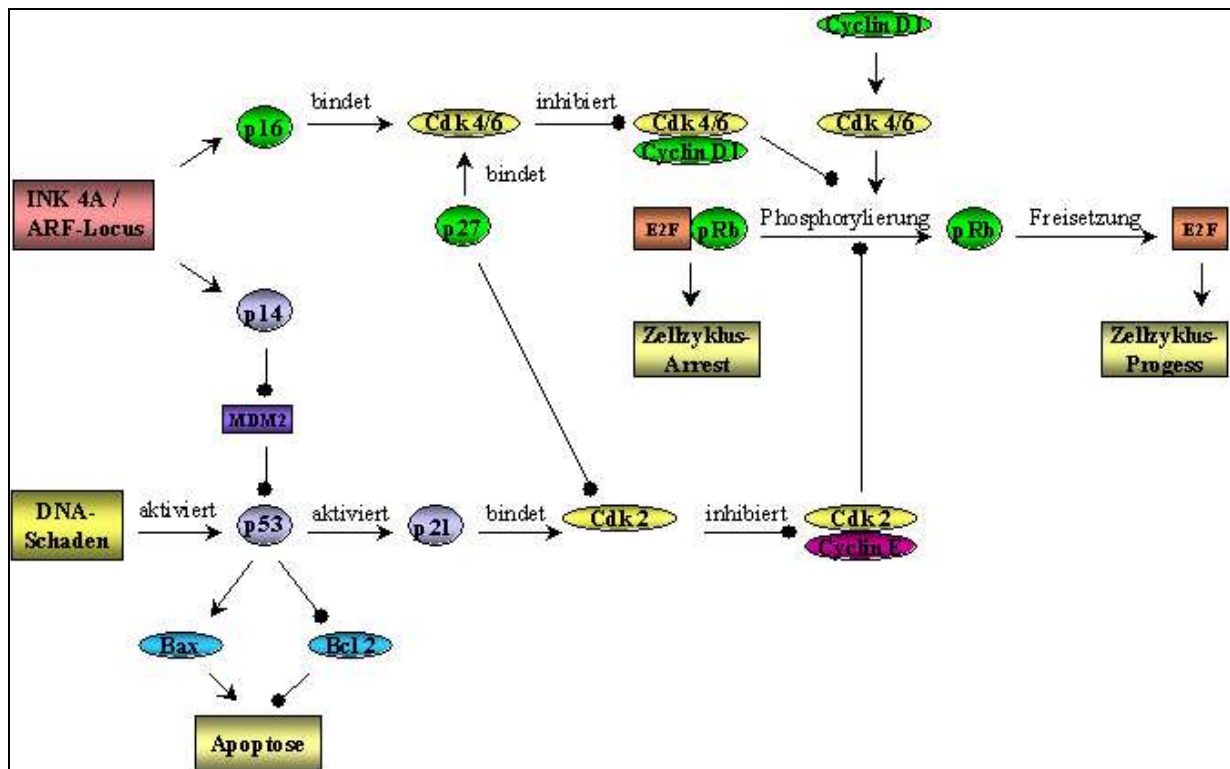 Cyclin D1
bindet
inhibiert
p16
Cdk 4/6
Cdk 4/6
Cyclin D1
Cdk 4/6
bindet
INK 4A /
ARF-Locus
p27
E2F
pRb
Phosphorylierung
pRb
Freisetzung
E2F
p14
Zellzyklus-
Arrest
Zellzyklus-
Progess
MDM2
DNA-
Schaden
aktiviert
p53
aktiviert
p21
bindet
Cdk 2
inhibiert
Cdk 2
Cyclin E
Bax
Bcl 2
Apoptose